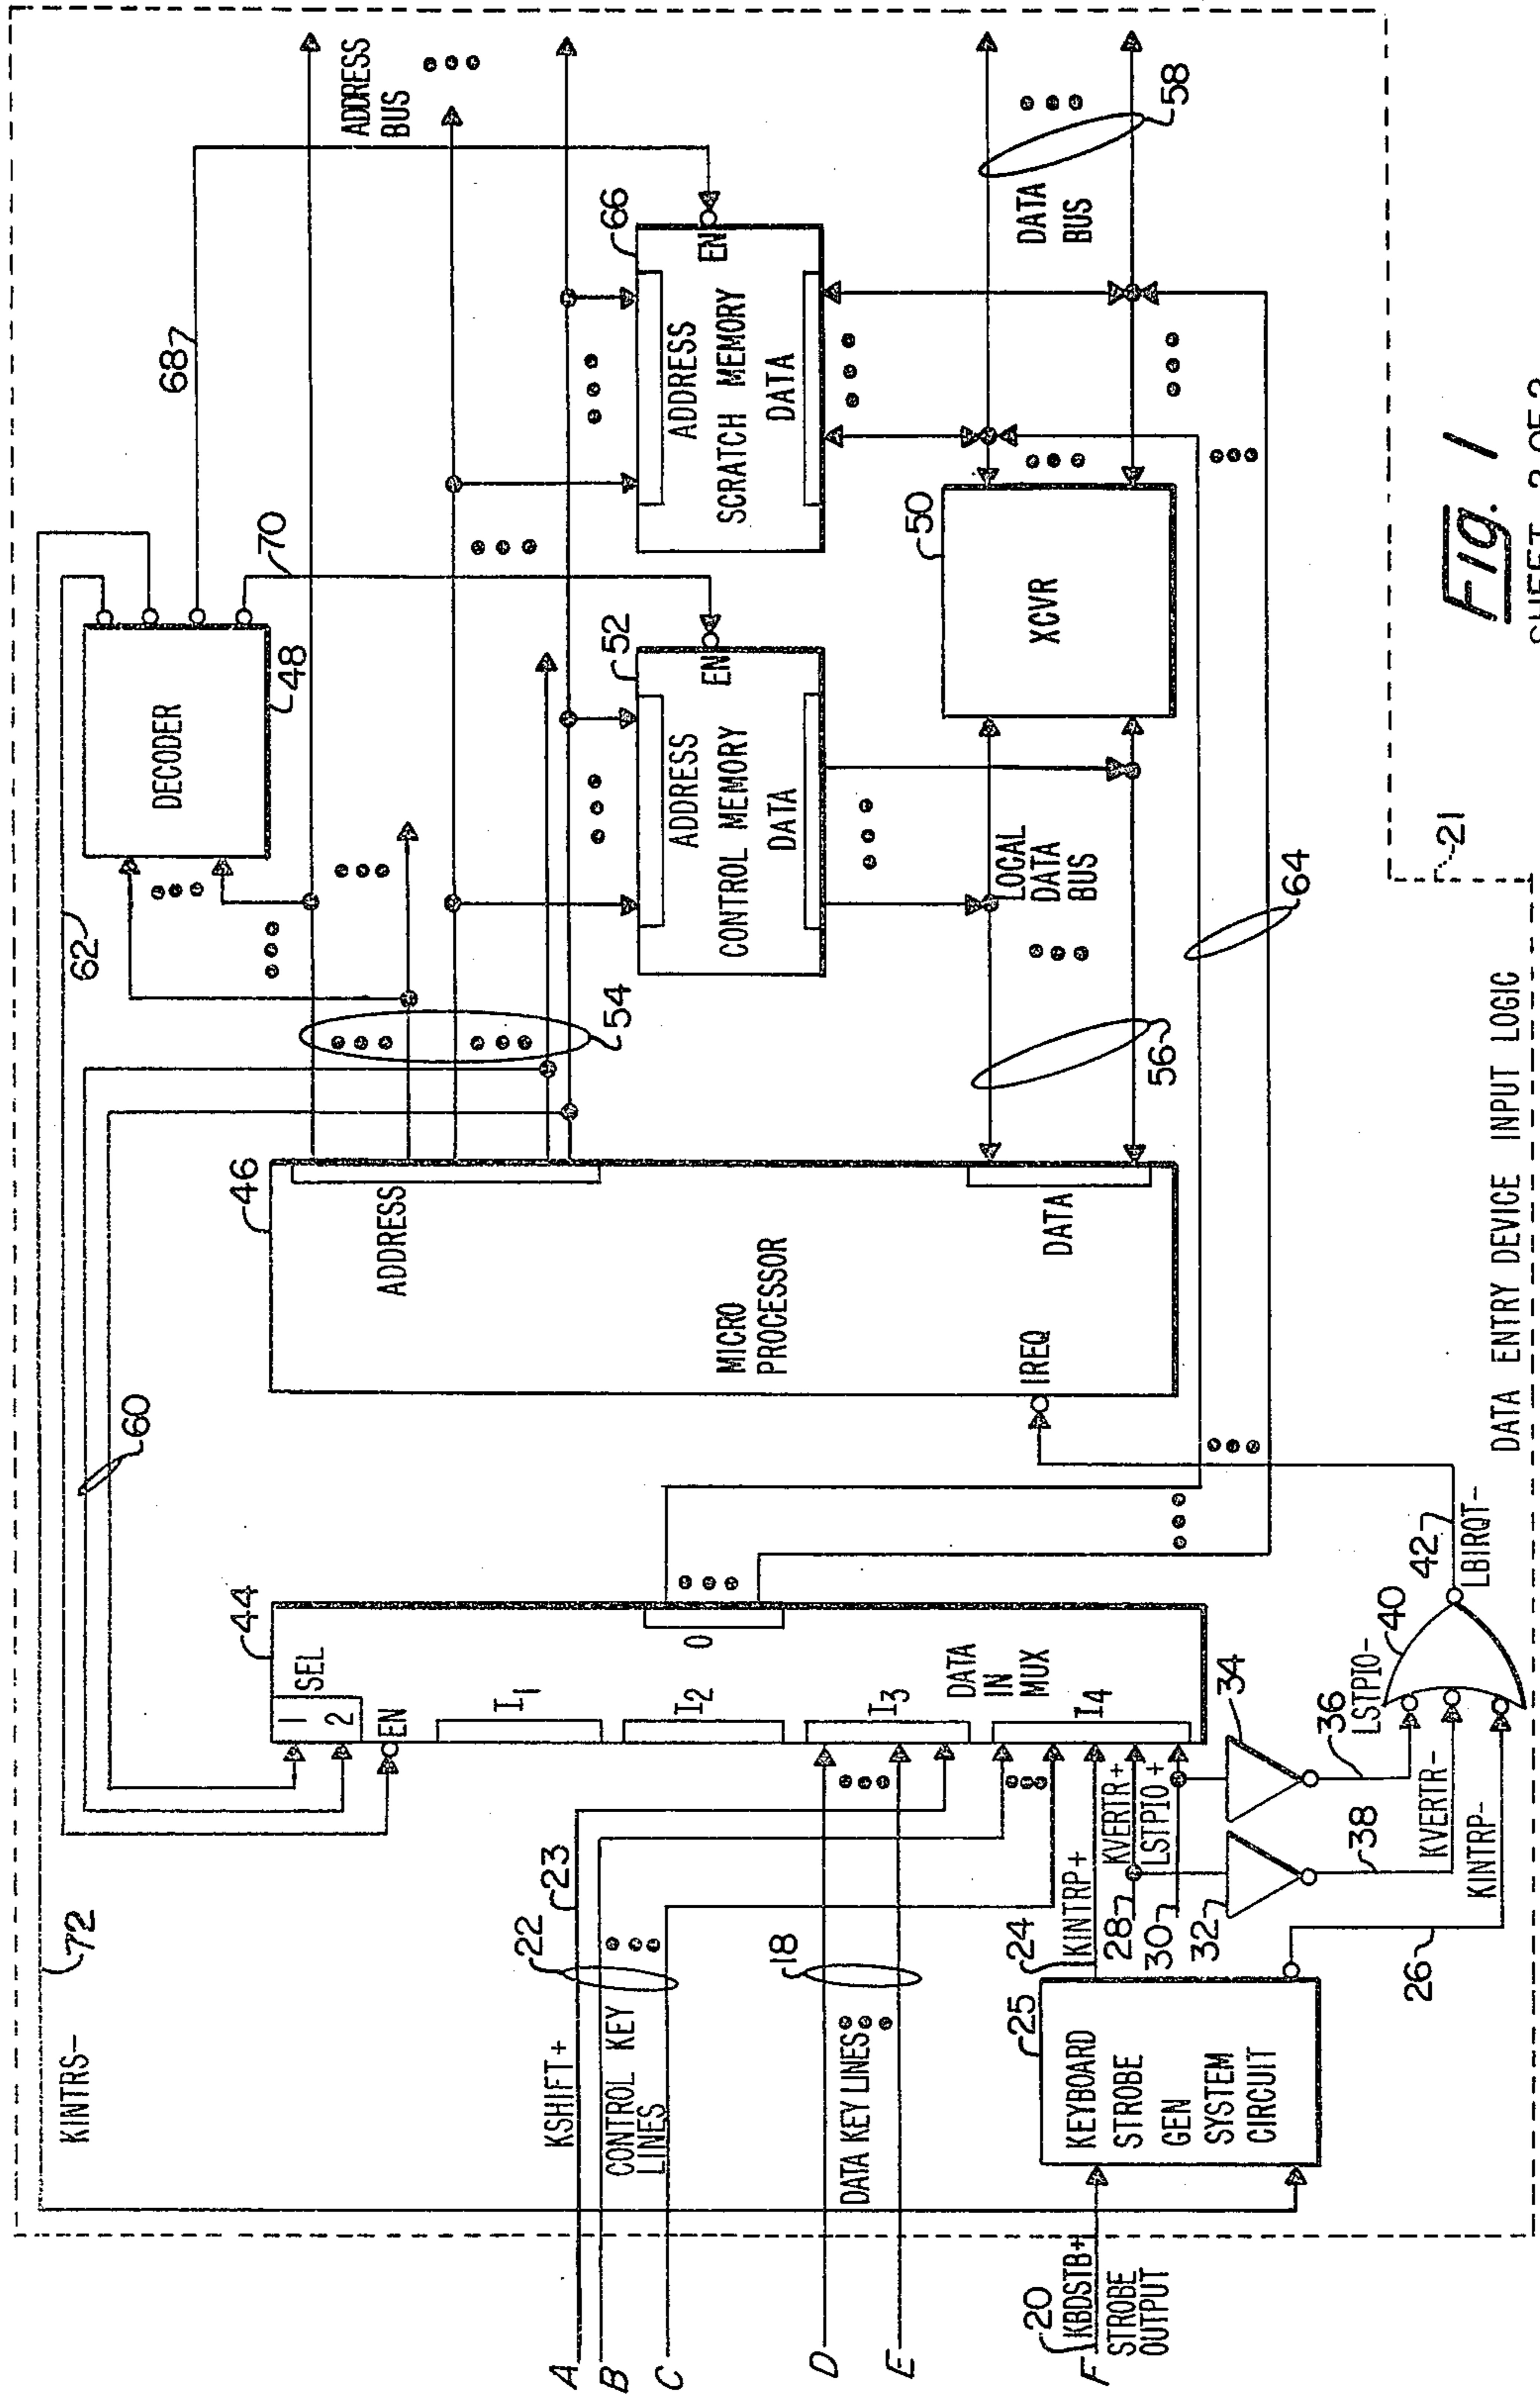 KINTRS-
72
62
60
68
70
DECODER
48
ADDRESS
BUS
54
46
ADDRESS
MICRO
PROCESSOR
DATA
IREQ
52
ADDRESS
CONTROL MEMORY
DATA
EN
66
ADDRESS
SCRATCH MEMORY
DATA
EN
LOCAL
DATA
BUS
56
50
XCVR
DATA
BUS
58
64
44
SEL
1
2
EN
I1
I2
I3
I4
O
DATA
IN
MUX
A
B
C
D
E
F
KSHIFT+
23
22
CONTROL KEY
LINES
18
DATA KEY LINES
20
KBDSTB+
STROBE
OUTPUT
25
KEYBOARD
STROBE
GEN
SYSTEM
CIRCUIT
24
KINTRP+
28
KVERTR+
30
LSTPIO+
32
34
36
LSTPIO-
38
KVERTR-
KINTRP-
26
40
42
LBIRQT-
DATA ENTRY DEVICE INPUT LOGIC
21
Fig. 1
SHEET 2 OF 2